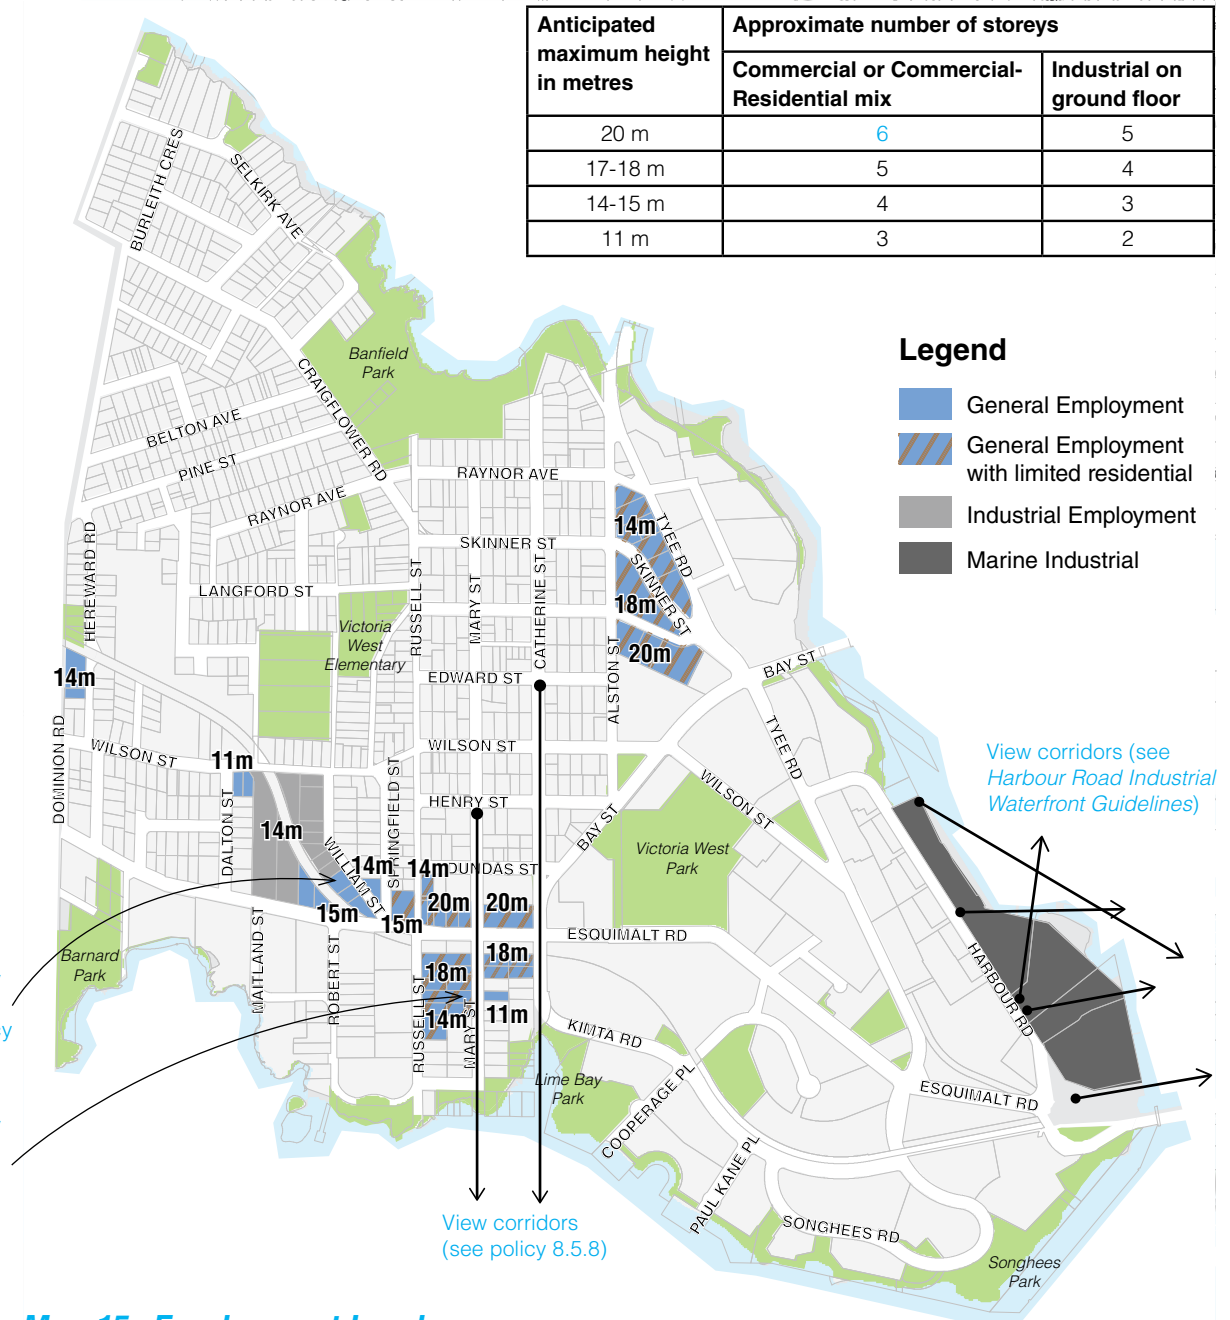 Anticipated
maximum height
in metres
Approximate number of storeys
Commercial or Commercial-
Residential mix
Industrial on
ground floor
20 m
6
5
17-18 m
5
4
14-15 m
4
3
11 m
3
2
Legend
General Employment
General Employment
with limited residential
Industrial Employment
Marine Industrial
BURLEITH CRES
SELKIRK AVE
Banfield
Park
CRAIGFLOWER RD
BELTON AVE
PINE ST
RAYNOR AVE
RAYNOR AVE
SKINNER ST
14m
TYEE RD
SKINNER ST
18m
20m
HEREWARD RD
LANGFORD ST
RUSSELL ST
MARY ST
CATHERINE ST
Victoria
West
Elementary
EDWARD ST
ALSTON ST
BAY ST
14m
DOMINION RD
WILSON ST
11m
WILSON ST
TYEE RD
WILSON ST
View corridors (see
Harbour Road Industrial
Waterfront Guidelines)
DALTON ST
14m
SPRINGFIELD ST
HENRY ST
BAY ST
WILLIAM ST
14m
14m
DUNDAS ST
Victoria West
Park
15m
15m
20m
20m
MAITLAND ST
ROBERT ST
ESQUIMALT RD
Barnard
Park
18m
18m
HARBOUR RD
RUSSELL ST
14m
MARY ST
11m
cy
KIMTA RD
Lime Bay
Park
COOPERAGE PL
ESQUIMALT RD
PAUL KANE PL
SONGHEES RD
View corridors
(see policy 8.5.8)
Songhees
Park